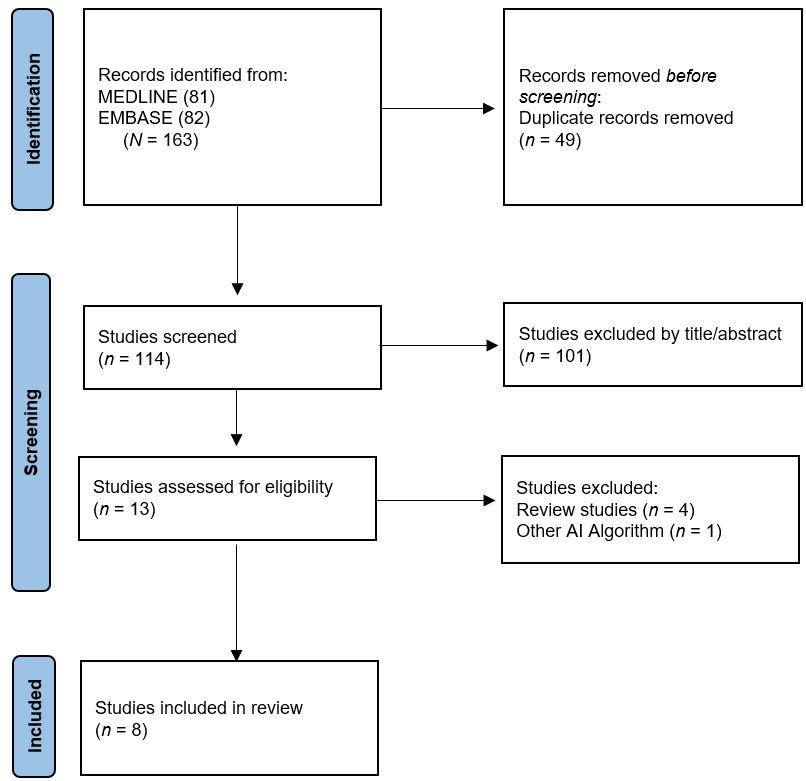 Identification
Records identified from:
MEDLINE (81)
EMBASE (82)
(N = 163)
Records removed before
screening:
Duplicate records removed
(n = 49)
Screening
Studies screened
(n = 114)
Studies excluded by title/abstract
(n = 101)
Studies assessed for eligibility
(n = 13)
Studies excluded:
Review studies (n = 4)
Other AI Algorithm (n = 1)
Included
Studies included in review
(n = 8)